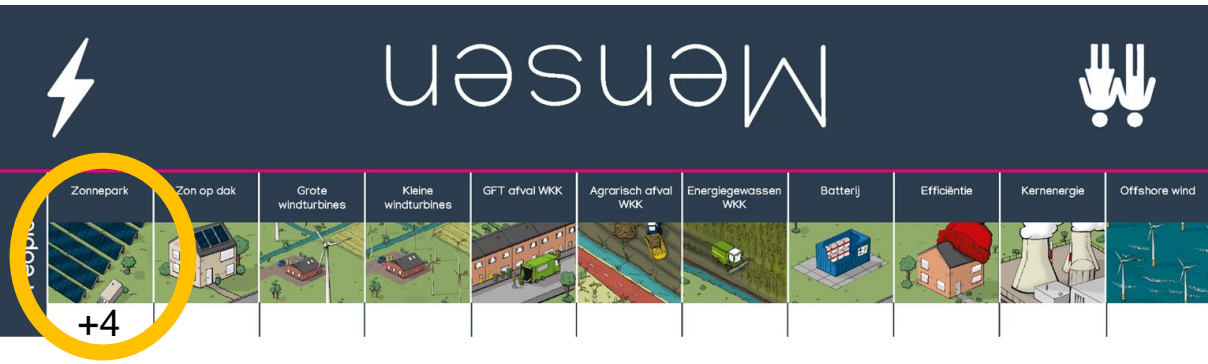 Mensen
Zonnepark
Zon op dak
Grote
windturbines
Kleine
windturbines
GFT afval WKK
Agrarisch afval
WKK
Energiegewassen
WKK
Batterij
Efficiëntie
Kernenergie
Offshore wind
People
+4